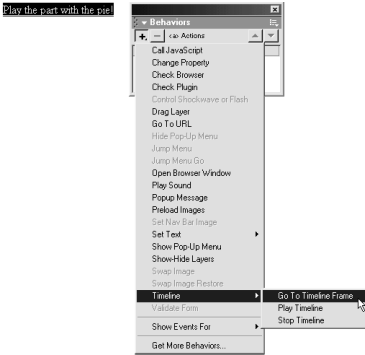 Play the part with the pie!
Behaviors
Actions
Call JavaScript
Change Property
Check Browser
Check Plugin
Control Shockwave or Flash
Drag Layer
Go To URL
Hide Pop-Up Menu
Jump Menu
Jump Menu Go
Open Browser Window
Play Sound
Popup Message
Preload Images
Set Nav Bar Image
Set Text
Show Pop-Up Menu
Show-Hide Layers
Swap Image
Swap Image Restore
Timeline
Go To Timeline Frame
Play Timeline
Stop Timeline
Validate Form
Show Events For
Get More Behaviors...